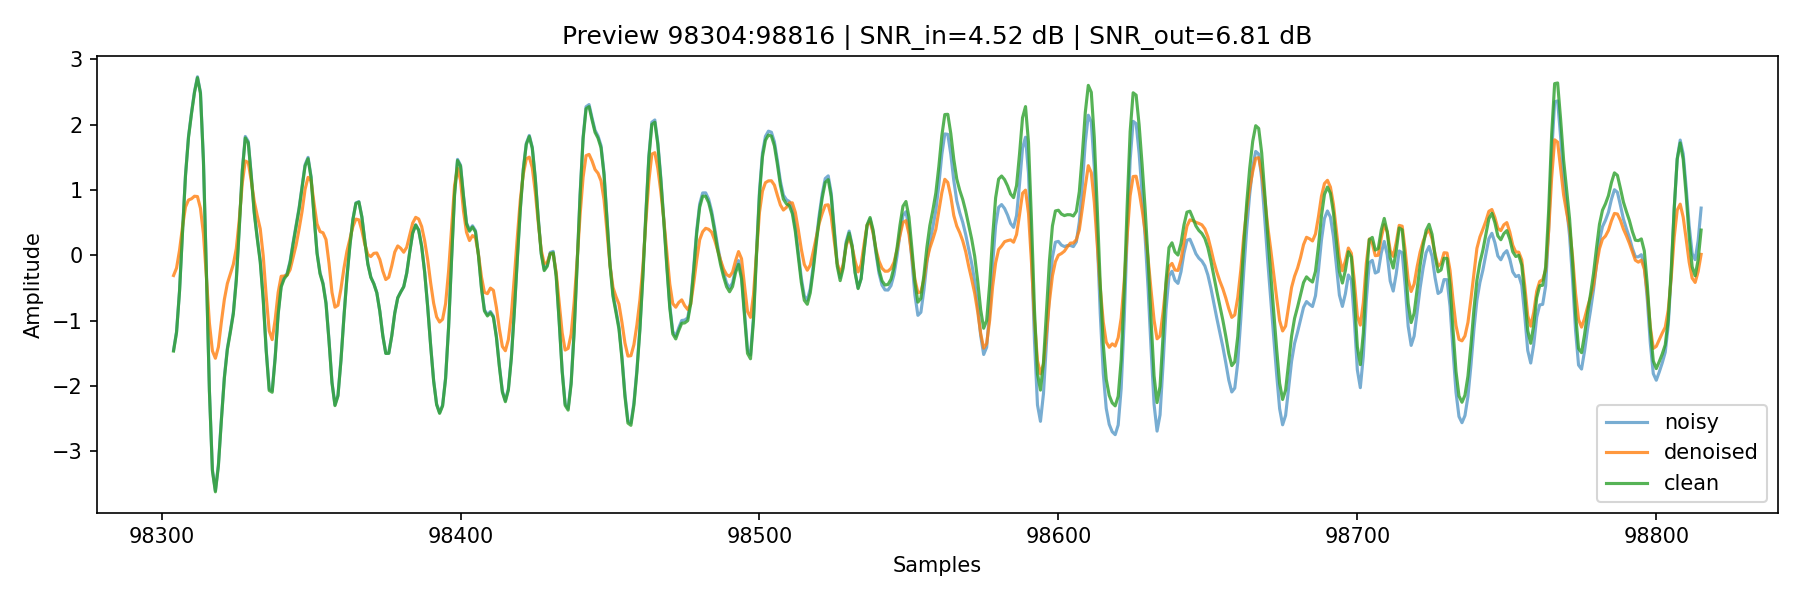 Preview 98304:98816 | SNR_in=4.52 dB | SNR_out=6.81 dB
3
2
1
0
−1
−2
−3
Amplitude
noisy
denoised
clean
98300 98400 98500 98600 98700 98800
Samples